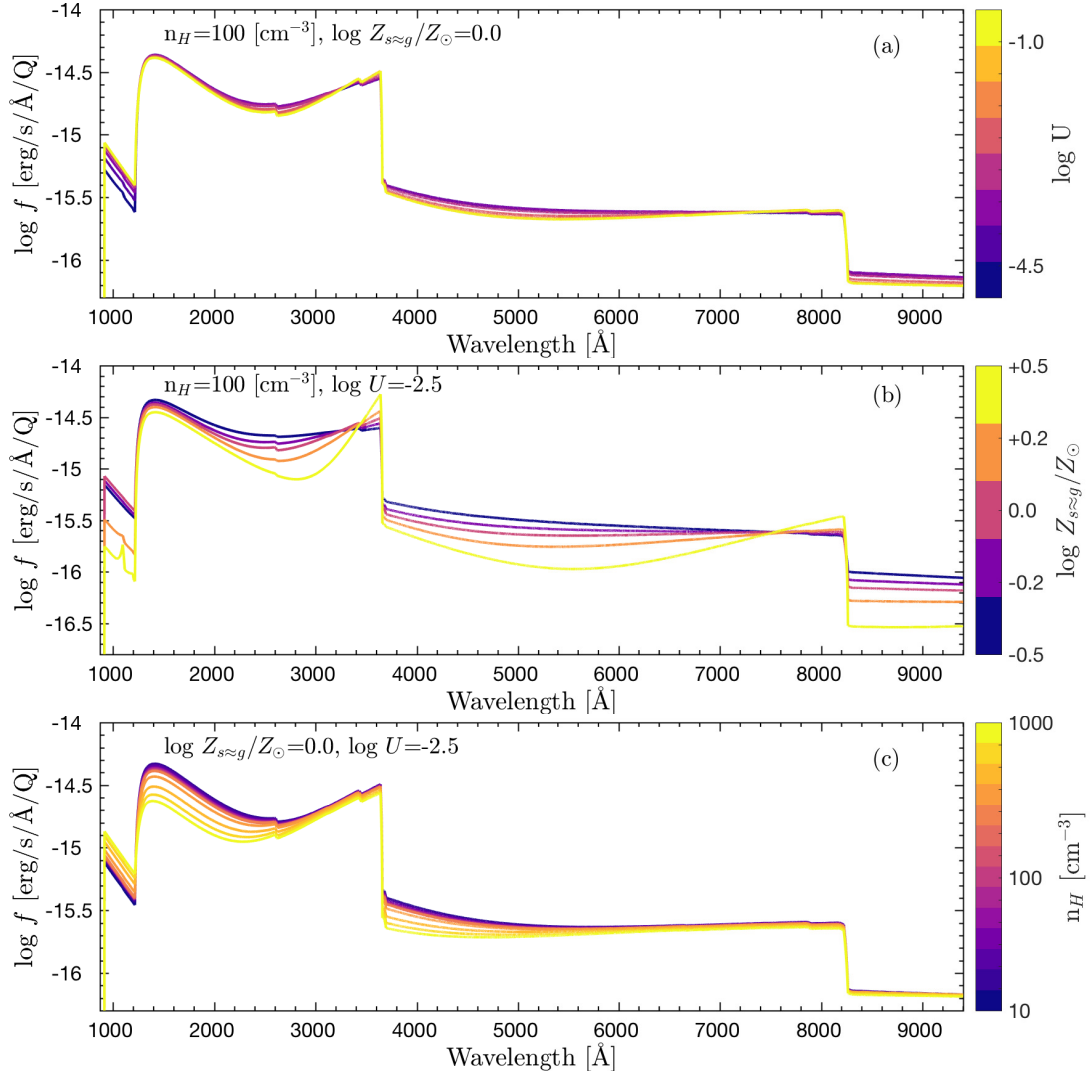 n_H=100 [cm⁻³], log Z_{s≈g}/Z_⊙=0.0
(a)
log f [erg/s/Å/Q]
-14.5
-15
-15.5
-16
1000 2000 3000 4000 5000 6000 7000 8000 9000
Wavelength [Å]
-1.0
-4.5
log U
n_H=100 [cm⁻³], log U=-2.5
(b)
log f [erg/s/Å/Q]
-14
-14.5
-15
-15.5
-16
-16.5
1000 2000 3000 4000 5000 6000 7000 8000 9000
Wavelength [Å]
+0.5
+0.2
0.0
-0.2
-0.5
log Z_{s≈g}/Z_⊙
log Z_{s≈g}/Z_⊙=0.0, log U=-2.5
(c)
log f [erg/s/Å/Q]
-14
-14.5
-15
-15.5
-16
1000 2000 3000 4000 5000 6000 7000 8000 9000
Wavelength [Å]
1000
100
10
n_H [cm⁻³]